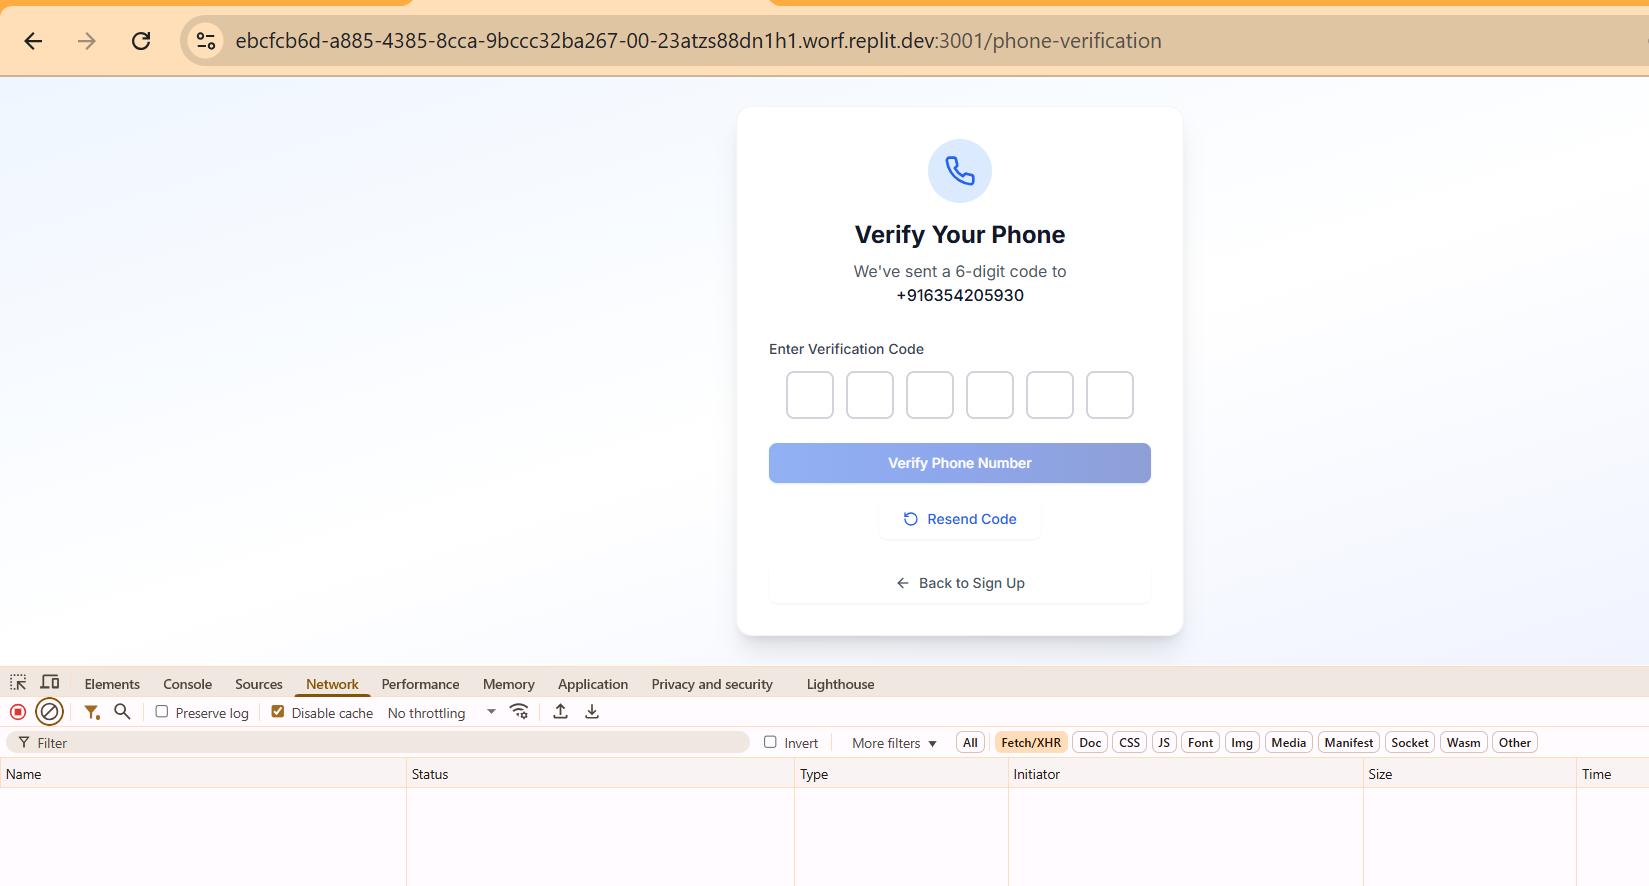 ebcfcb6d-a885-4385-8cca-9bccc32ba267-00-23atzs88dn1h1.worf.replit.dev:3001/phone-verification
Verify Your Phone
We've sent a 6-digit code to
+916354205930
Enter Verification Code
Verify Phone Number
Resend Code
Back to Sign Up
Elements Console Sources Network Performance Memory Application Privacy and security Lighthouse
Preserve log Disable cache No throttling
Filter Invert More filters All Fetch/XHR Doc CSS JS Font Img Media Manifest Socket Wasm Other
Name Status Type Initiator Size Time